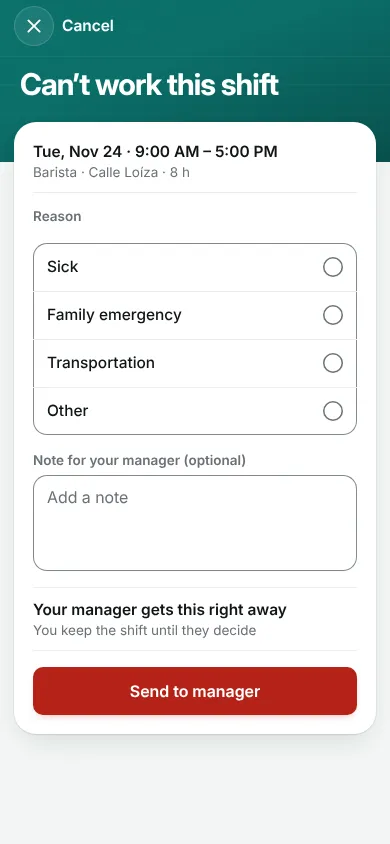 Cancel
Can’t work this shift
Tue, Nov 24 · 9:00 AM – 5:00 PM
Barista · Calle Loíza · 8 h
Reason
Sick
Family emergency
Transportation
Other
Note for your manager (optional)
Add a note
Your manager gets this right away
You keep the shift until they decide
Send to manager